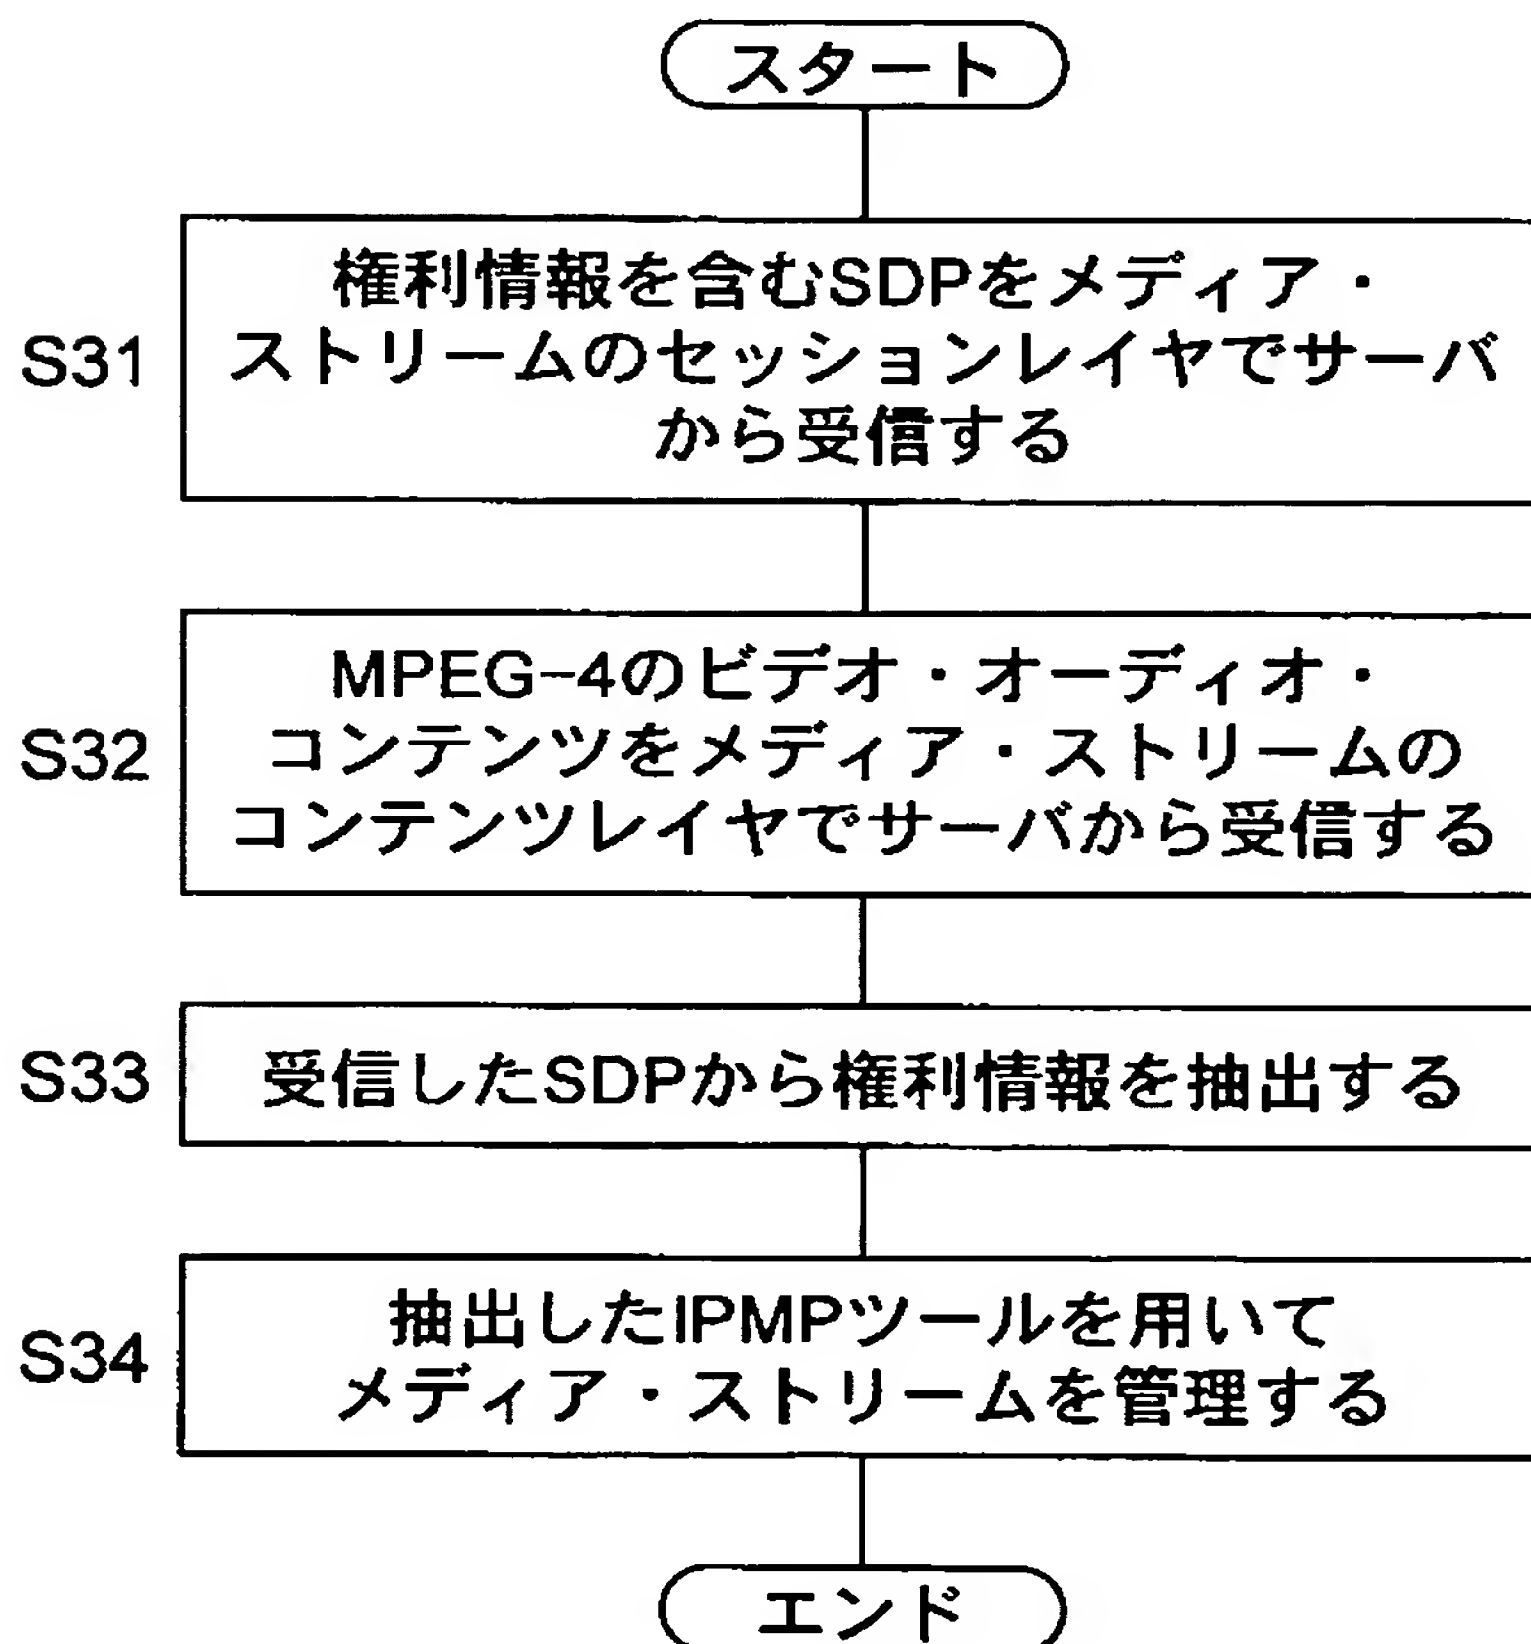 スタート
権利情報を含むSDPをメディア・
S31
ストリームのセッションレイヤでサーバ
から受信する
MPEG-4のビデオ・オーディオ・
S32
コンテンツをメディア・ストリームの
コンテンツレイヤでサーバから受信する
S33
受信したSDPから権利情報を抽出する
抽出したIPMPツールを用いて
S34
メディア・ストリームを管理する
エンド